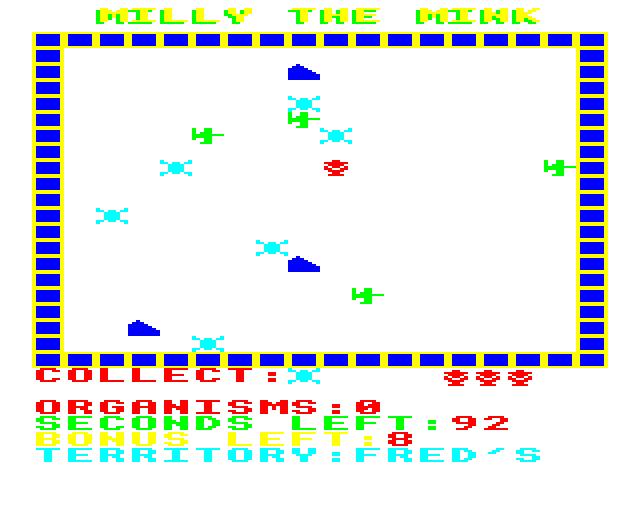 MILLY THE MINK
COLLECT:
ORGANISMS:0
SECONDS LEFT:92
BONUS LEFT:8
TERRITORY:FRED'S